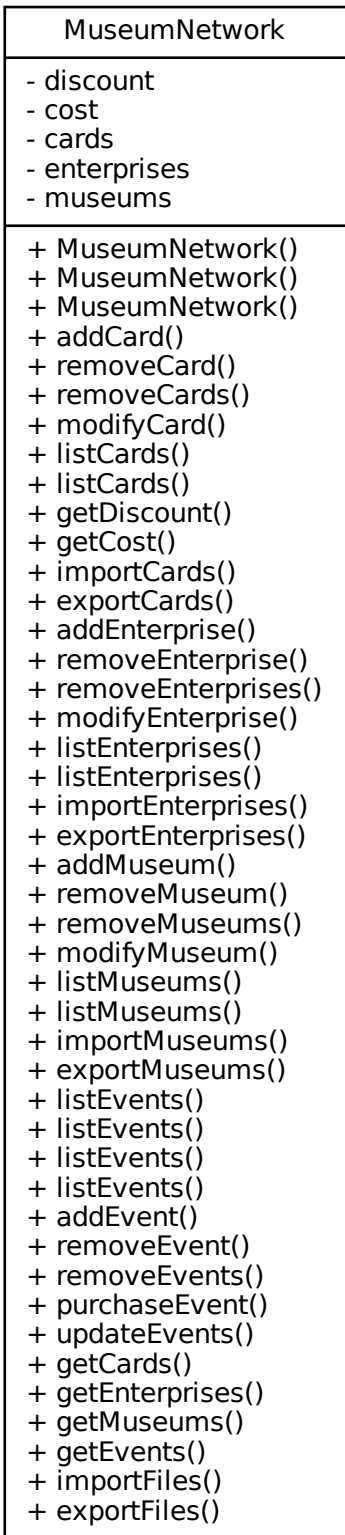 MuseumNetwork
- discount
- cost
- cards
- enterprises
- museums
+ MuseumNetwork()
+ MuseumNetwork()
+ MuseumNetwork()
+ addCard()
+ removeCard()
+ removeCards()
+ modifyCard()
+ listCards()
+ listCards()
+ getDiscount()
+ getCost()
+ importCards()
+ exportCards()
+ addEnterprise()
+ removeEnterprise()
+ removeEnterprises()
+ modifyEnterprise()
+ listEnterprises()
+ listEnterprises()
+ importEnterprises()
+ exportEnterprises()
+ addMuseum()
+ removeMuseum()
+ removeMuseums()
+ modifyMuseum()
+ listMuseums()
+ listMuseums()
+ importMuseums()
+ exportMuseums()
+ listEvents()
+ listEvents()
+ listEvents()
+ listEvents()
+ addEvent()
+ removeEvent()
+ removeEvents()
+ purchaseEvent()
+ updateEvents()
+ getCards()
+ getEnterprises()
+ getMuseums()
+ getEvents()
+ importFiles()
+ exportFiles()